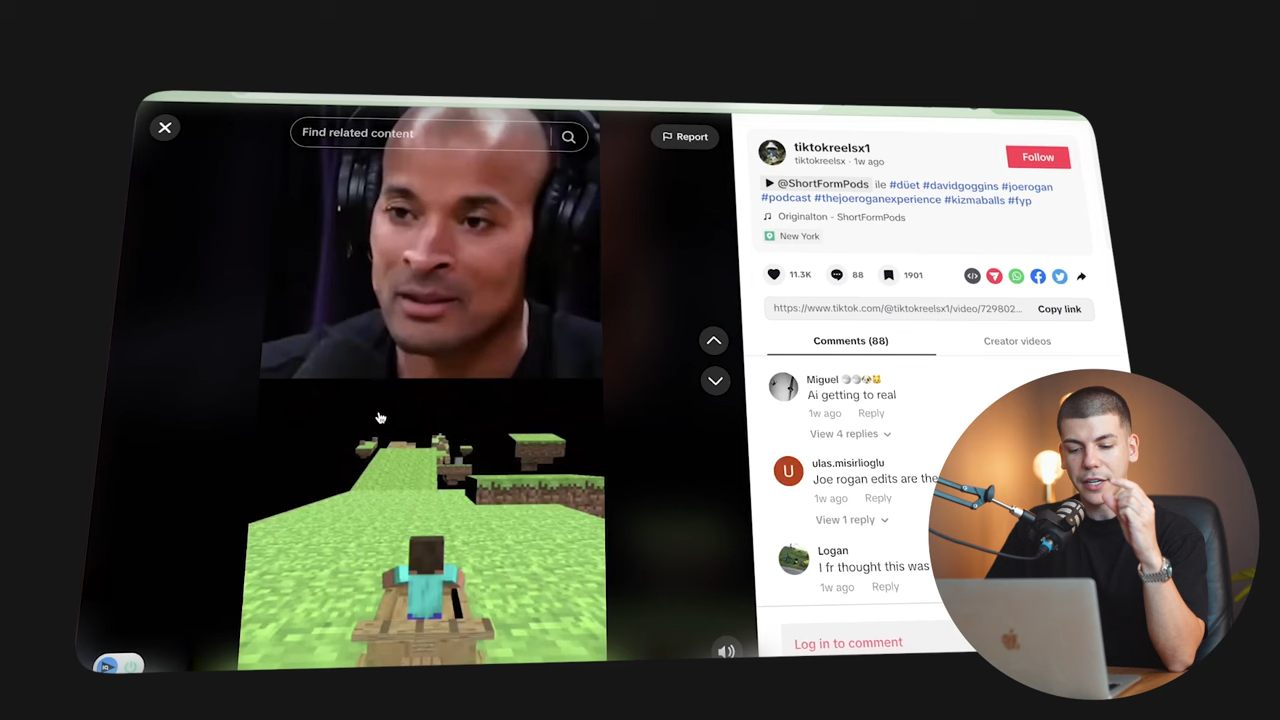 Find related content
Report
tiktokreelsx1
tiktokreelsx · 1w ago
Follow
@ShortFormPods ile #düet #davidgoggins #joerogan
#podcast #thejoeroganexperience #kizmaballs #fyp
Originalton - ShortFormPods
New York
11.3K
88
1901
https://www.tiktok.com/@tiktokreelsx1/video/729802...
Copy link
Comments (88)
Creator videos
Miguel
Ai getting to real
1w ago Reply
View 4 replies
U
ulas.misirlioglu
Joe rogan edits are the
1w ago Reply
View 1 reply
Logan
I fr thought this was
1w ago Reply
Log in to comment